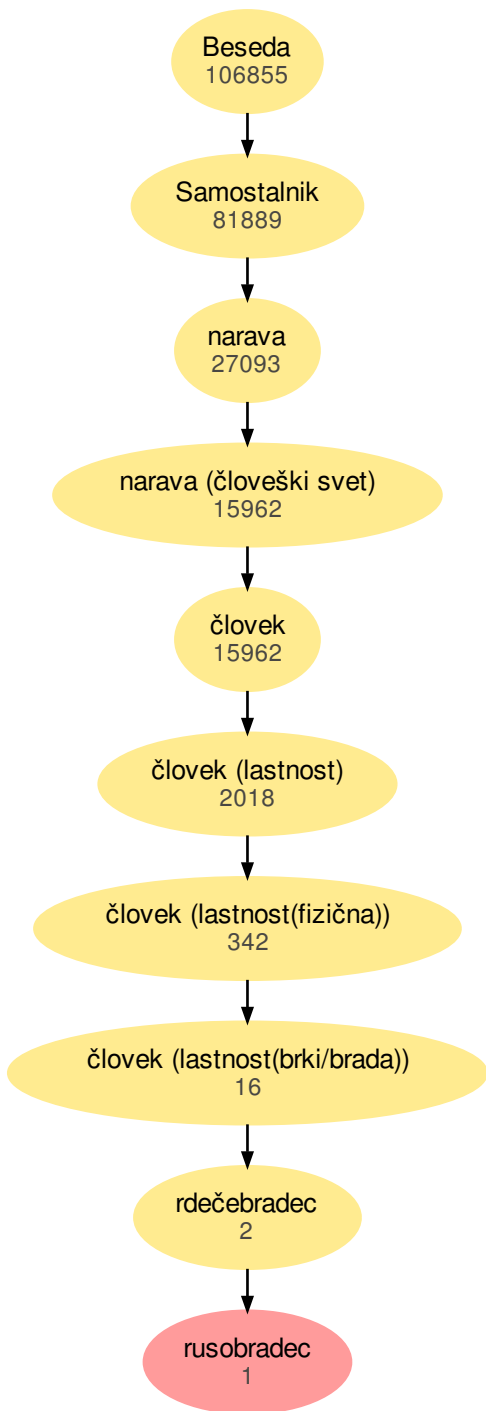 Beseda
106855
Samostalnik
81889
narava
27093
narava (človeški svet)
15962
človek
15962
človek (lastnost)
2018
človek (lastnost(fizična))
342
človek (lastnost(brki/brada))
16
rdečebradec
2
rusobradec
1